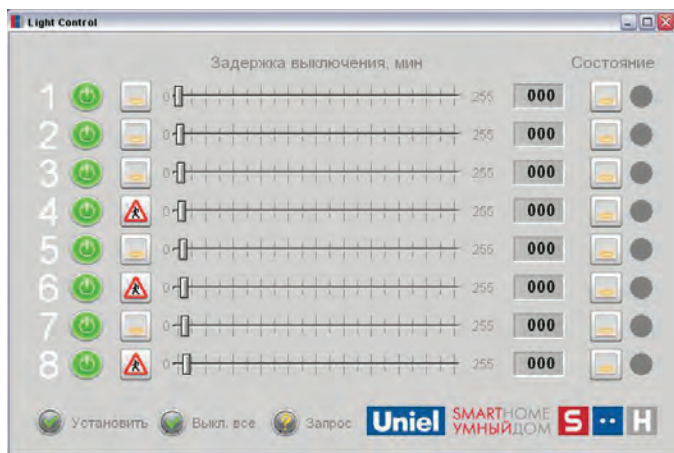 Light Control
Задержка выключения, мин Состояние
1 0 255 000
2 0 255 000
3 0 255 000
4 0 255 000
5 0 255 000
6 0 255 000
7 0 255 000
8 0 255 000
Установить Выкл. все ? Запрос Uniel SMARTHOME УМНЫЙДОМ S H